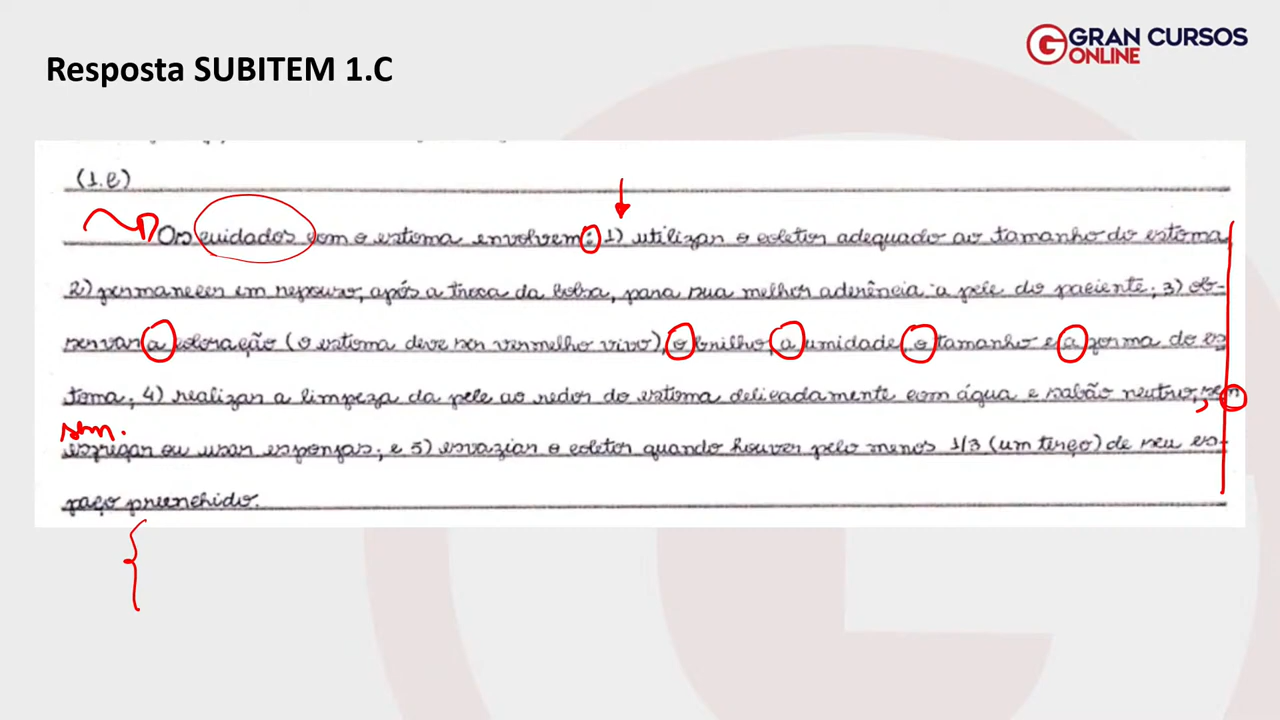 Resposta SUBITEM 1.C
GRAN CURSOS
ONLINE
(1.C)
Os cuidados com o estoma envolvem: 1) utilizar o coletor adequado ao tamanho do estoma
2) permanecer em repouso, após a troca da bolsa, para sua melhor aderência a pele do paciente; 3) ob-
servar a coloração (o estoma deve ser vermelho vivo), o brilho, a umidade, o tamanho e a forma do es
toma; 4) realizar a limpeza da pele ao redor do estoma delicadamente com água e sabão neutro, sem
sem.
esfregar ou usar esponjas; e 5) esvaziar o coletor quando houver pelo menos 1/3 (um terço) de seu es-
paço preenchido.